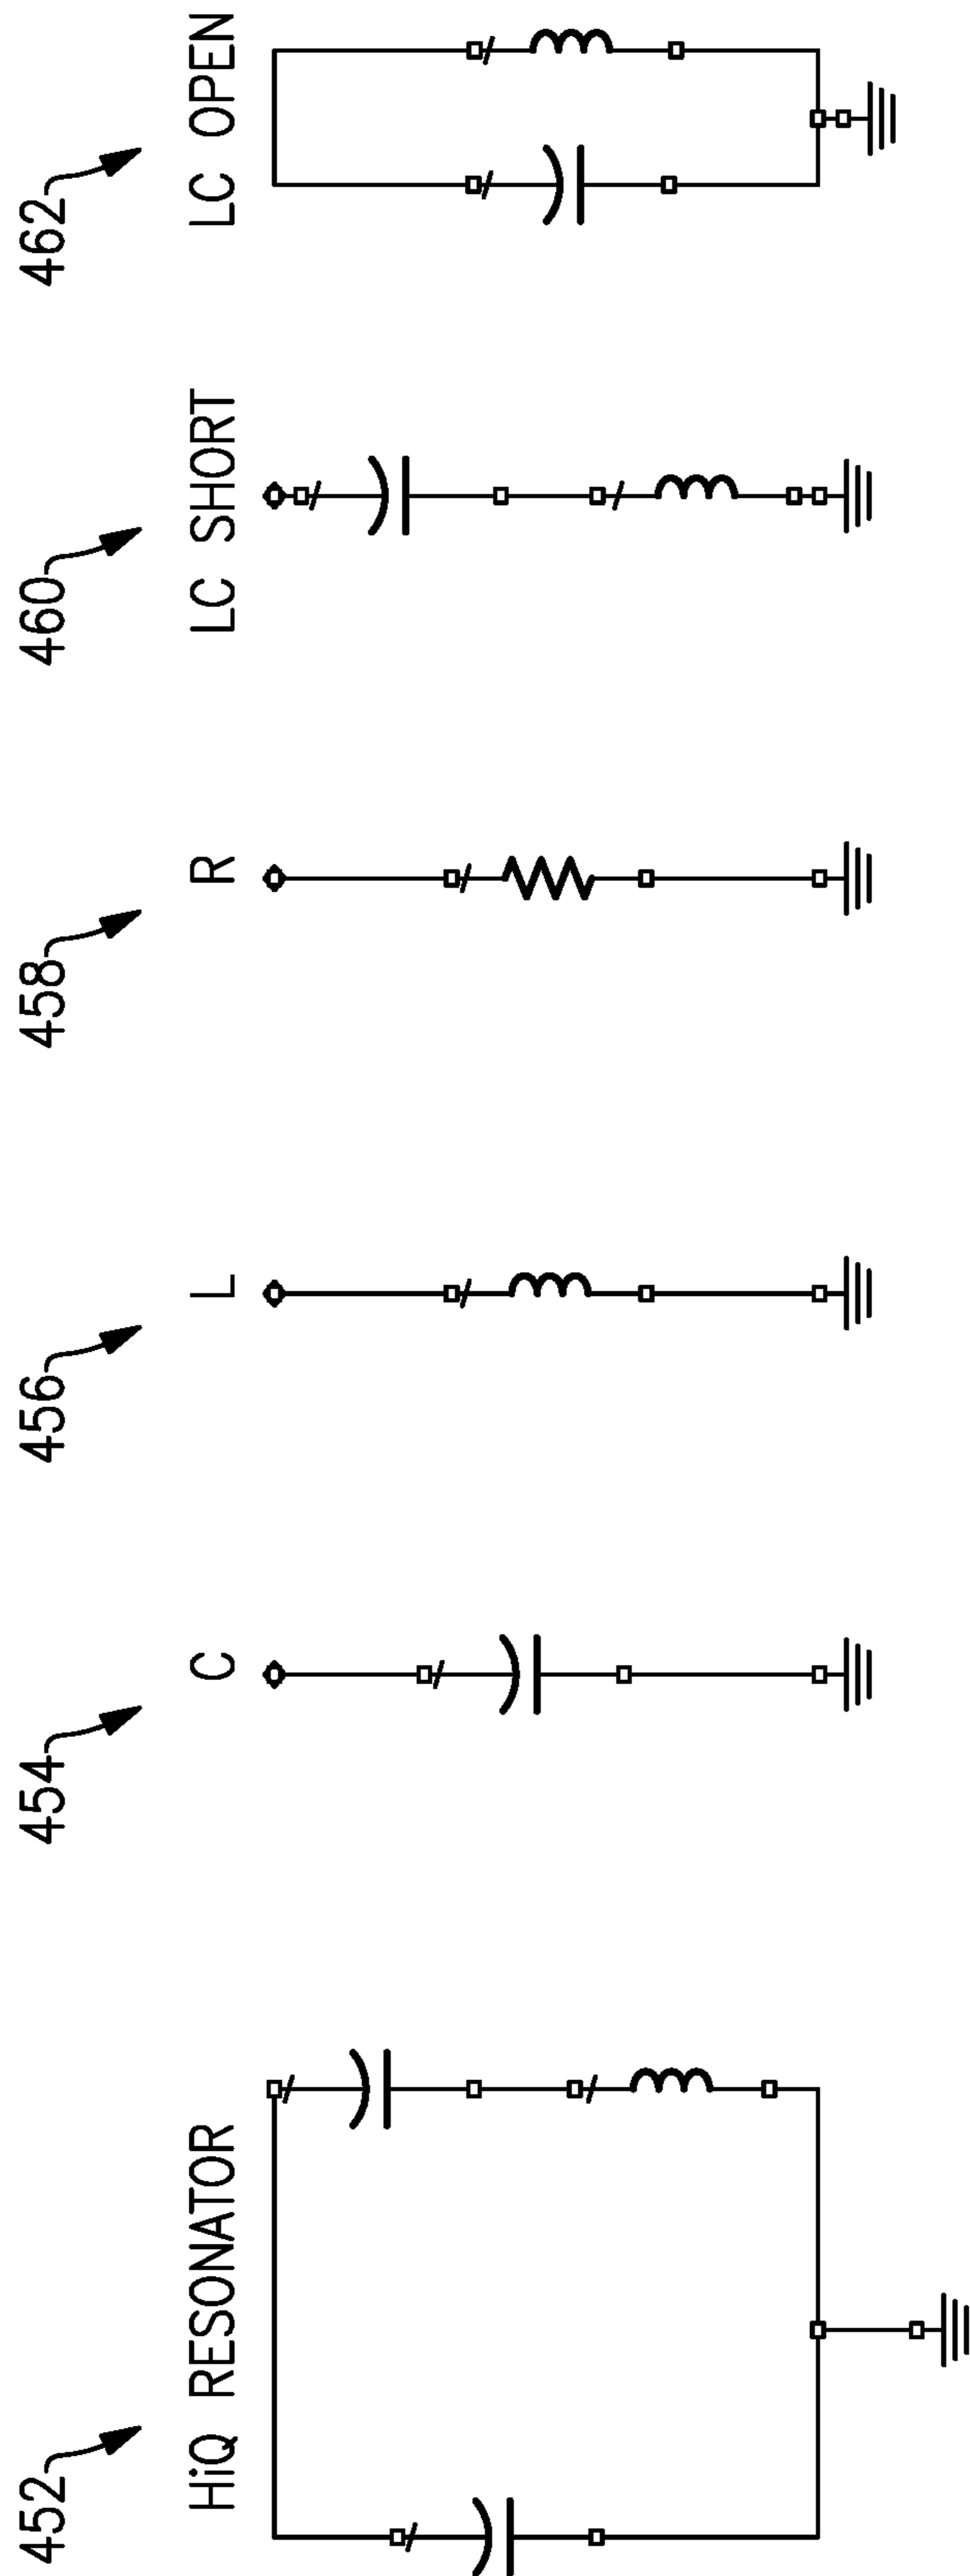 452
HiQ RESONATOR
454
C
456
L
458
R
460
LC SHORT
462
LC OPEN